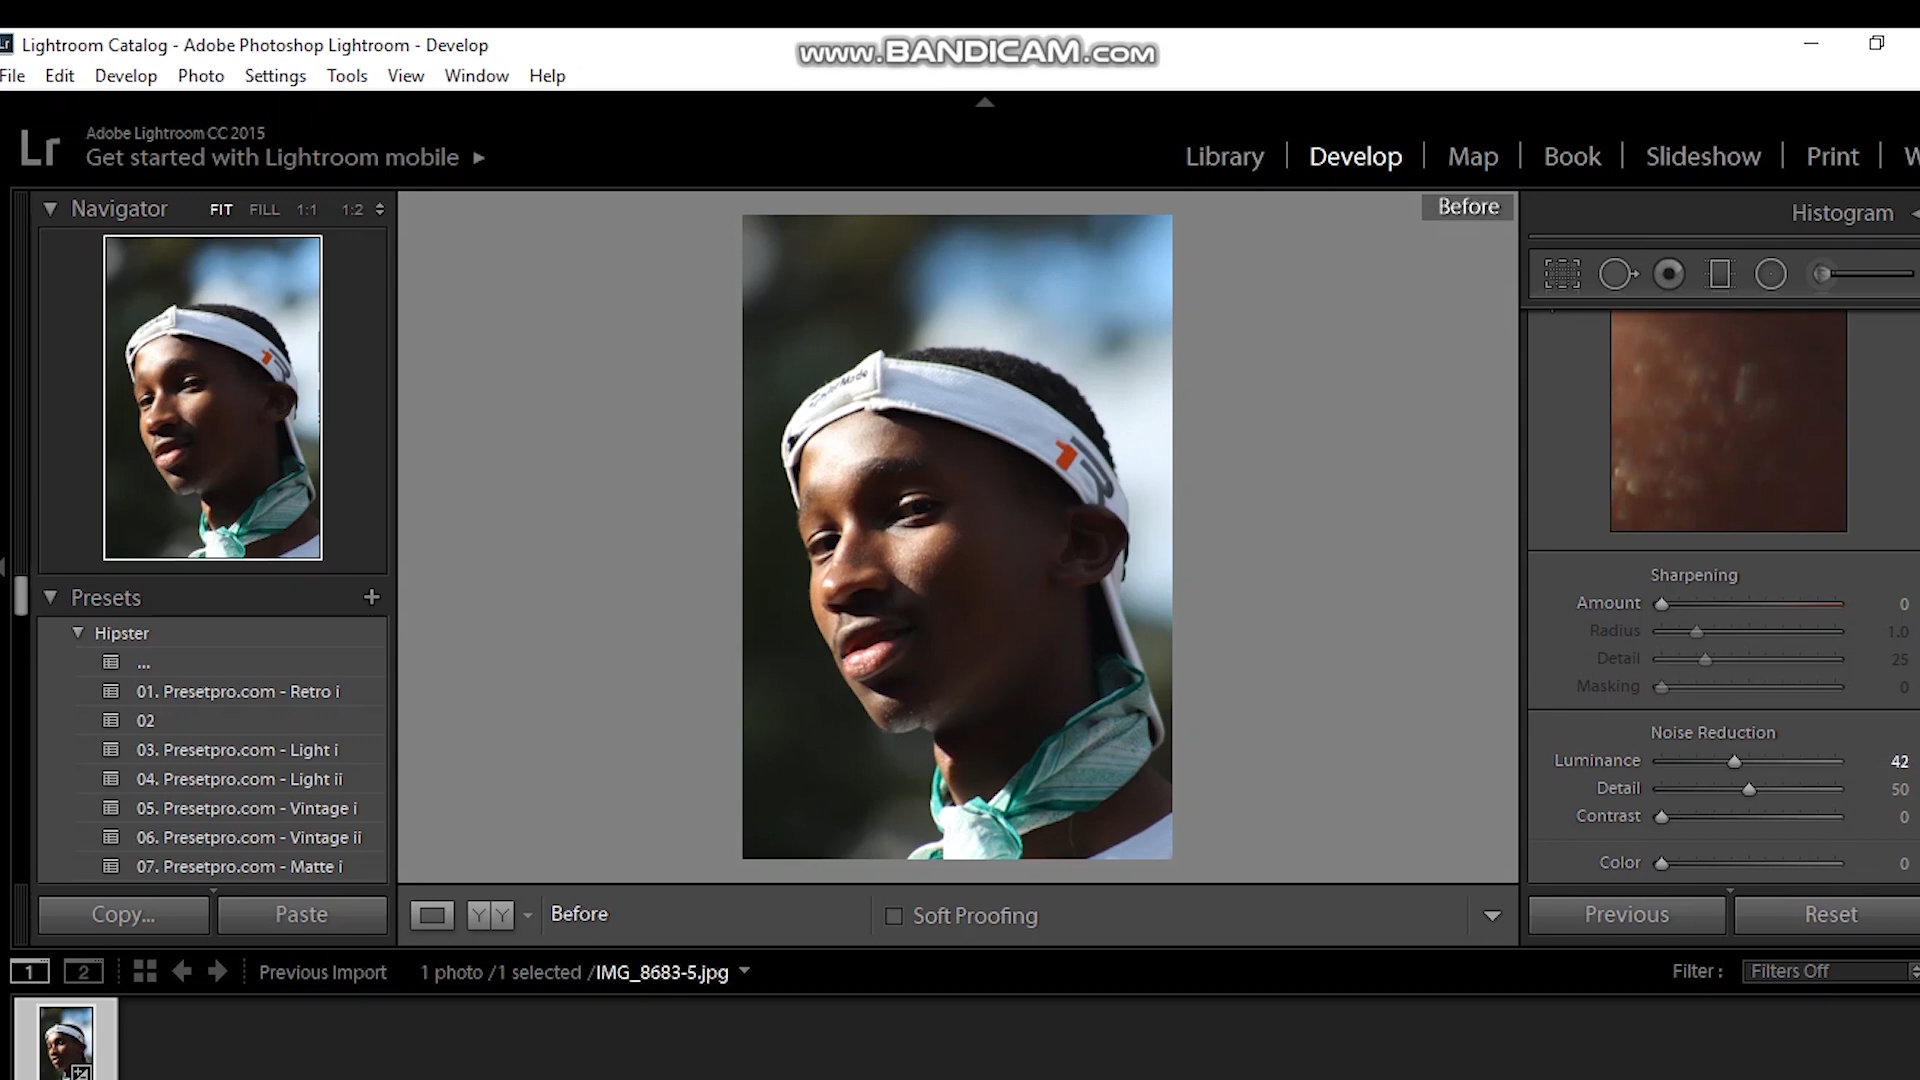 Lr Lightroom Catalog - Adobe Photoshop Lightroom - Develop
www.BANDICAM.com
File Edit Develop Photo Settings Tools View Window Help
Lr
Adobe Lightroom CC 2015
Get started with Lightroom mobile
Library | Develop | Map | Book | Slideshow | Print | W
Navigator FIT FILL 1:1 1:2
Before
Histogram
Sharpening
Amount 0
Radius 1.0
Detail 25
Masking 0
Noise Reduction
Luminance 42
Detail 50
Contrast 0
Color 0
Presets +
Hipster
...
01. Presetpro.com - Retro i
02
03. Presetpro.com - Light i
04. Presetpro.com - Light ii
05. Presetpro.com - Vintage i
06. Presetpro.com - Vintage ii
07. Presetpro.com - Matte i
Copy... Paste
YY Before
Soft Proofing
Previous Reset
1 2 Previous Import 1 photo /1 selected /IMG_8683-5.jpg
Filter : Filters Off